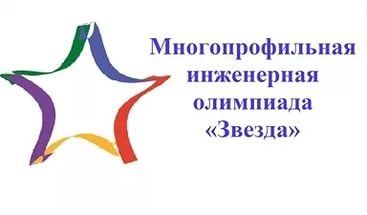 Многопрофильная
инженерная
олимпиада
«Звезда»